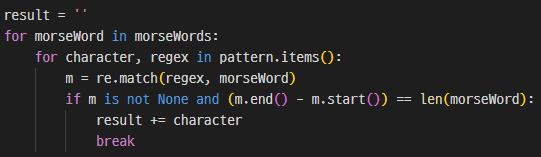 result = ''
for morseWord in morseWords:
    for character, regex in pattern.items():
        m = re.match(regex, morseWord)
        if m is not None and (m.end() - m.start()) == len(morseWord):
            result += character
            break